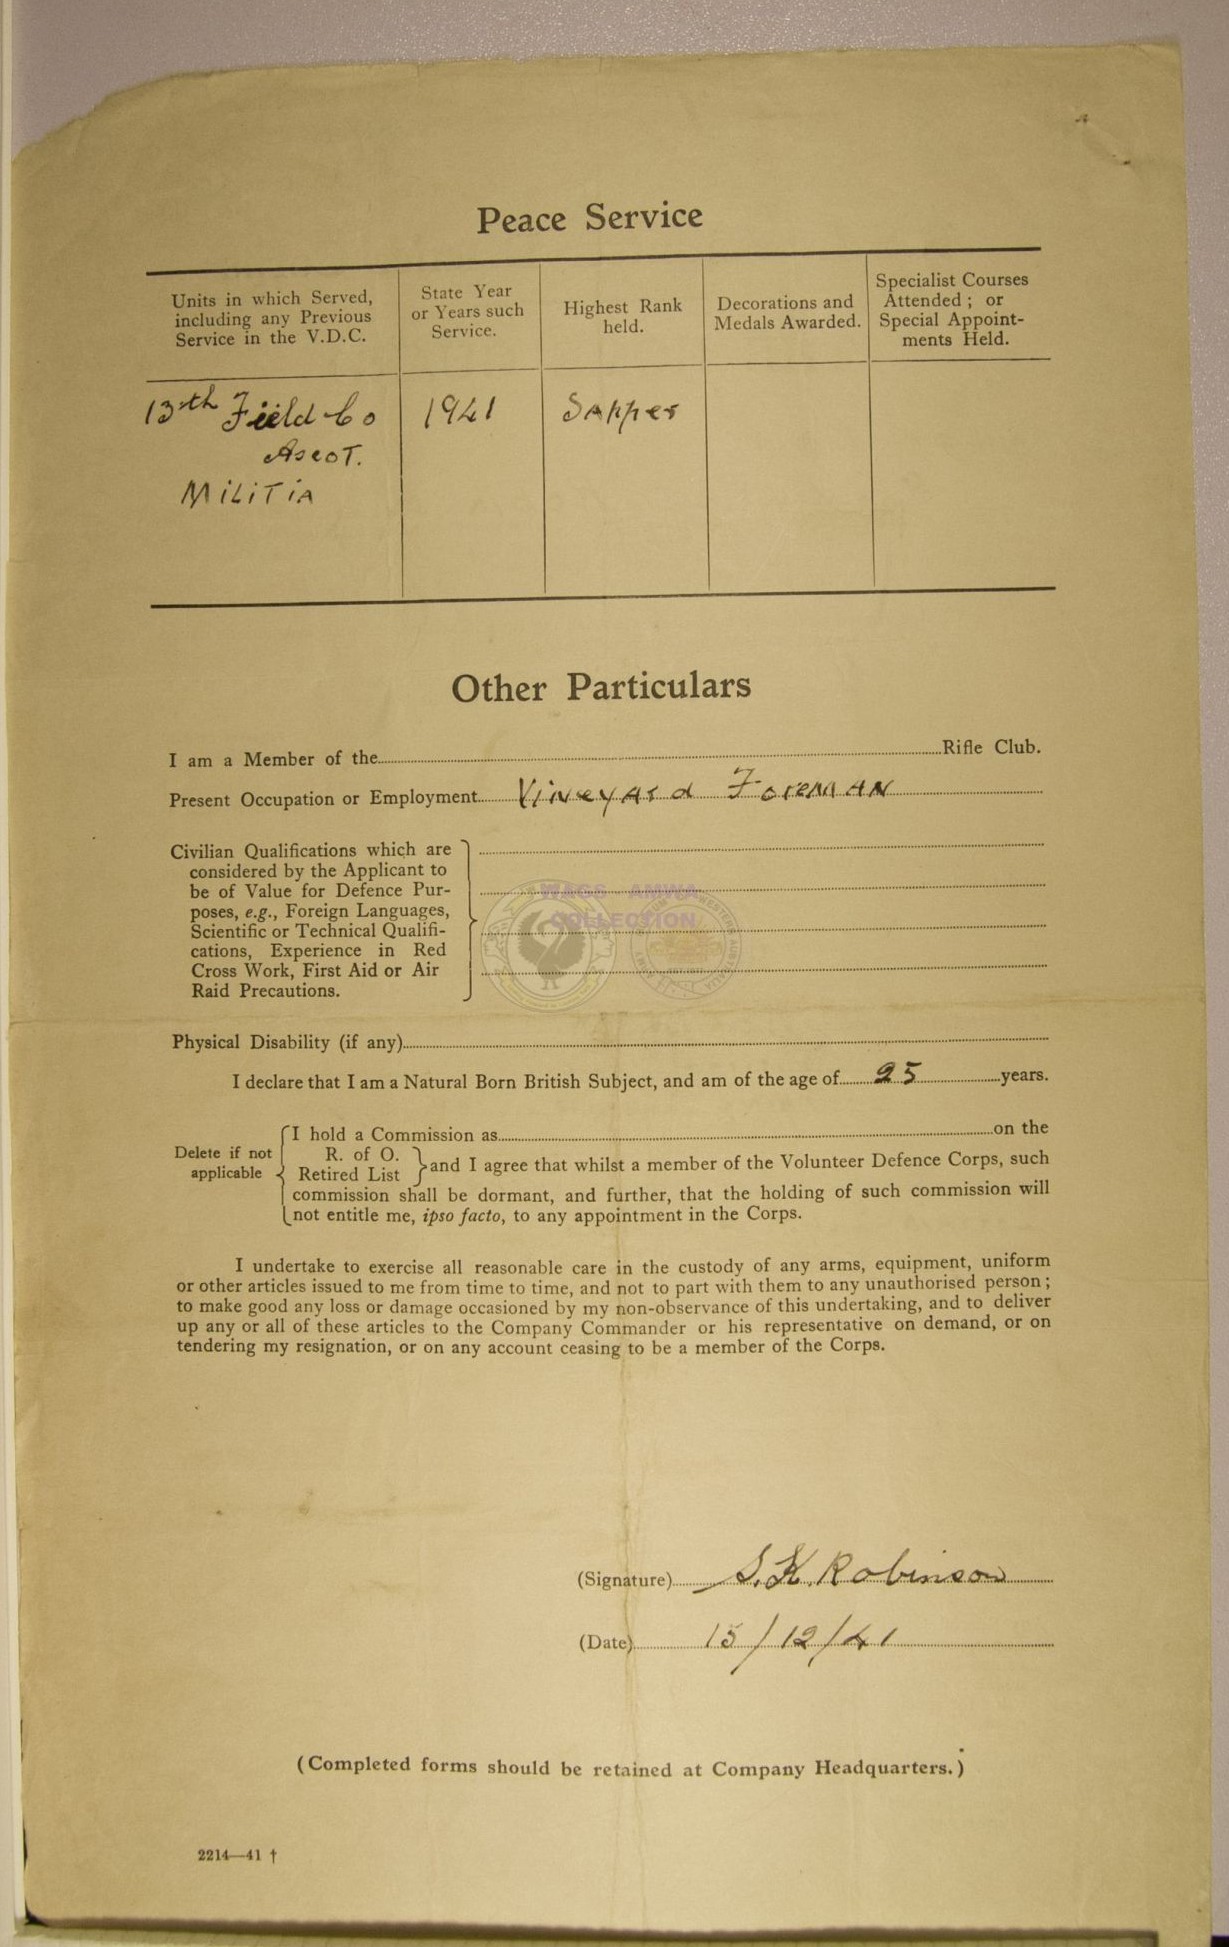 Peace Service
Units in which Served,
including any Previous
Service in the V.D.C.
State Year
or Years such
Service.
Highest Rank
held.
Decorations and
Medals Awarded.
Specialist Courses
Attended ; or
Special Appoint-
ments Held.
13th Field Co 1941 Sapper
Ascot.
MiLiTiA
Other Particulars
I am a Member of the Rifle Club.
Present Occupation or Employment Vineyard Foreman
Civilian Qualifications which are
considered by the Applicant to
be of Value for Defence Pur-
poses, e.g., Foreign Languages,
Scientific or Technical Qualifi-
cations, Experience in Red
Cross Work, First Aid or Air
Raid Precautions.
WAGS - AMWA
COLLECTION
Physical Disability (if any)
I declare that I am a Natural Born British Subject, and am of the age of 25 years.
Delete if not
applicable
I hold a Commission as on the
R. of O.
Retired List
and I agree that whilst a member of the Volunteer Defence Corps, such
commission shall be dormant, and further, that the holding of such commission will
not entitle me, ipso facto, to any appointment in the Corps.
I undertake to exercise all reasonable care in the custody of any arms, equipment, uniform
or other articles issued to me from time to time, and not to part with them to any unauthorised person ;
to make good any loss or damage occasioned by my non-observance of this undertaking, and to deliver
up any or all of these articles to the Company Commander or his representative on demand, or on
tendering my resignation, or on any account ceasing to be a member of the Corps.
(Signature) S.K. Robinson
(Date) 15/12/41
(Completed forms should be retained at Company Headquarters.)
2214—41 †